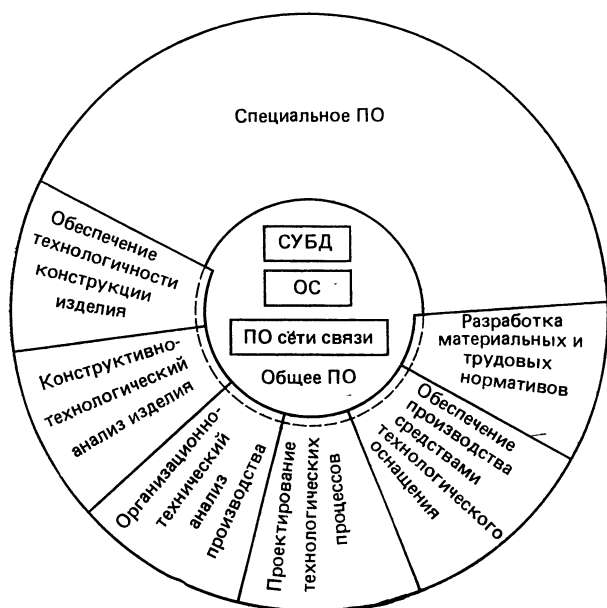 Специальное ПО
СУБД
ОС
ПО сети связи
Общее ПО
Обеспечение
технологичности
конструкции
изделия
Конструктивно-
технологический
анализ изделия
Организационно-
технический
анализ
производства
Проектирование
технологических
процессов
Обеспечение
производства
средствами
технологического
оснащения
Разработка
материальных и
трудовых
нормативов